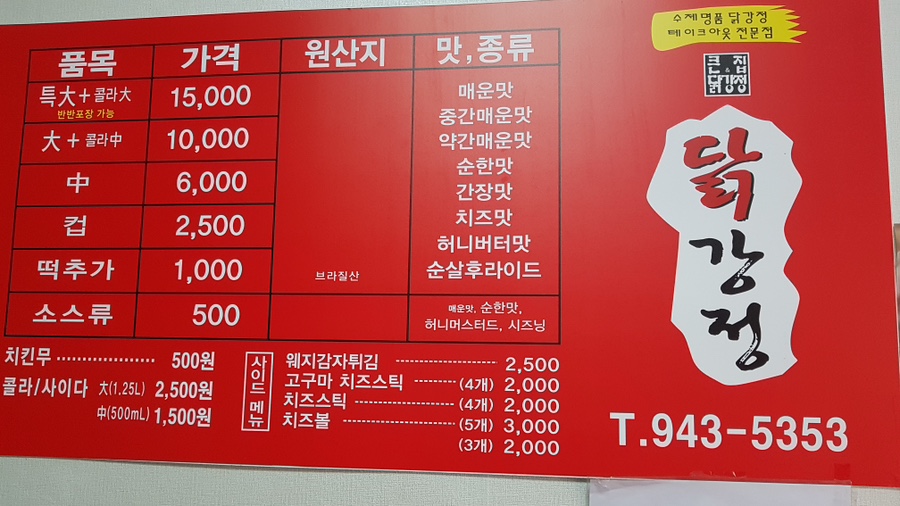 품목 가격 원산지 맛,종류
특大+콜라大 15,000
반반포장 가능
大 + 콜라中 10,000
中 6,000
컵 2,500
떡추가 1,000
소스류 500
브라질산
매운맛
중간매운맛
약간매운맛
순한맛
간장맛
치즈맛
허니버터맛
순살후라이드
매운맛, 순한맛,
허니머스터드, 시즈닝
치킨무 500원
콜라/사이다 大(1.25L) 2,500원
中(500mL) 1,500원
사이드 메뉴
웨지감자튀김 2,500
고구마 치즈스틱 (4개) 2,000
치즈스틱 (4개) 2,000
치즈볼 (5개) 3,000
(3개) 2,000
수제명품 닭강정
테이크아웃 전문점
큰집
닭강정
닭강정
T.943-5353